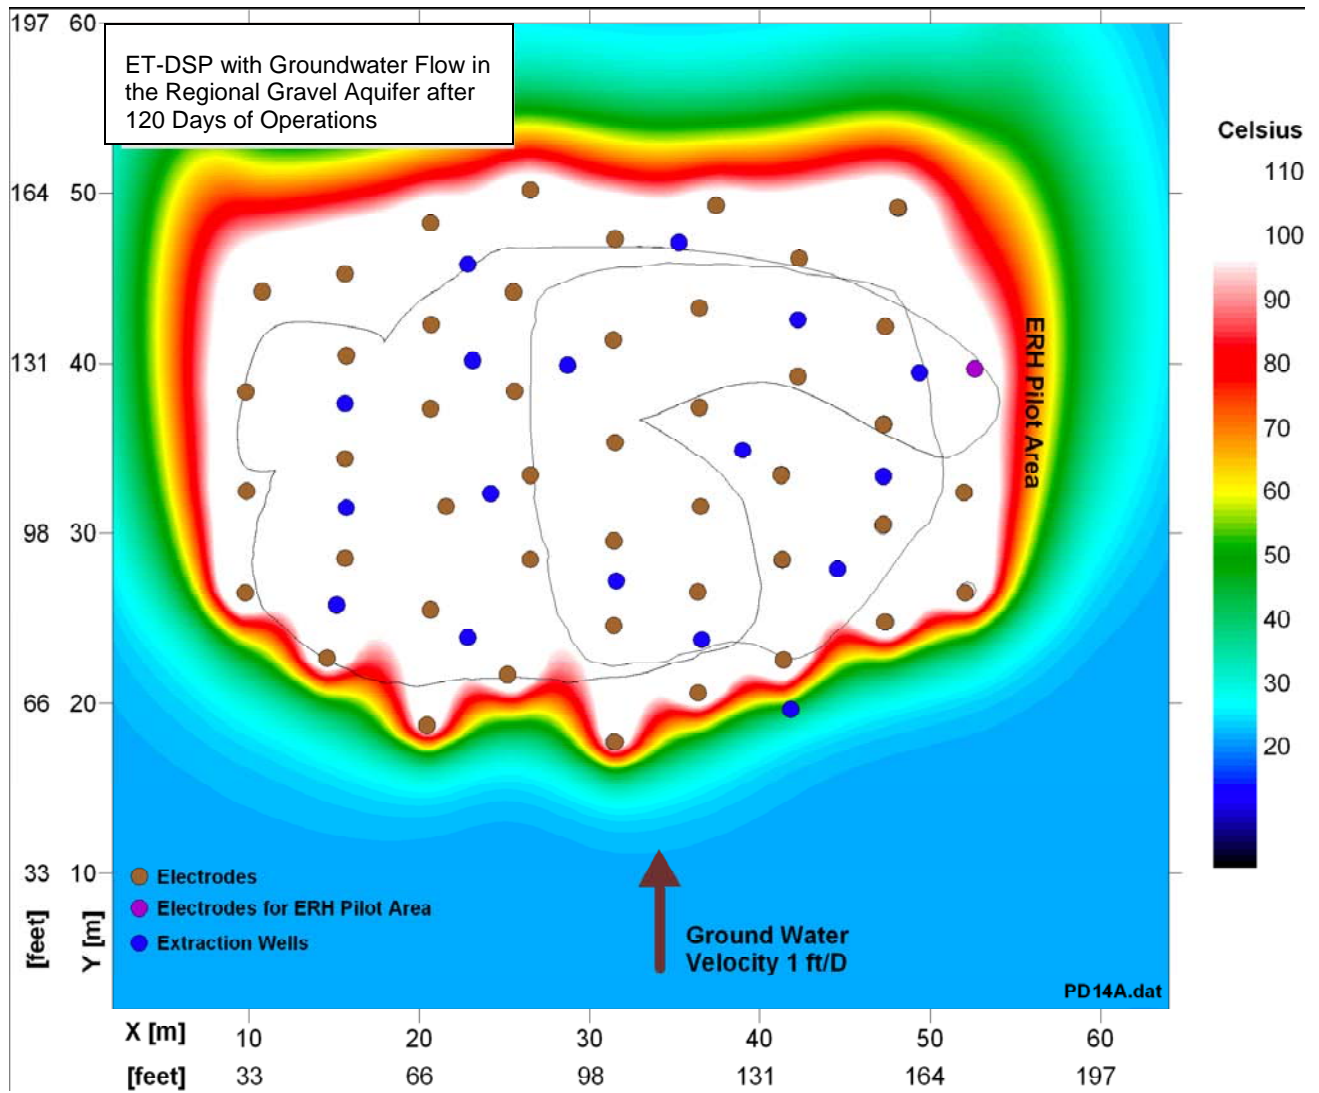 197 60
ET-DSP with Groundwater Flow in
the Regional Gravel Aquifer after
120 Days of Operations
Celsius
110
100
90
80
70
60
50
40
30
20
164 50
131 40
98 30
66 20
33 10
[feet]
Y [m]
ERH Pilot Area
Electrodes
Electrodes for ERH Pilot Area
Extraction Wells
Ground Water
Velocity 1 ft/D
PD14A.dat
X [m] 10 20 30 40 50 60
[feet] 33 66 98 131 164 197